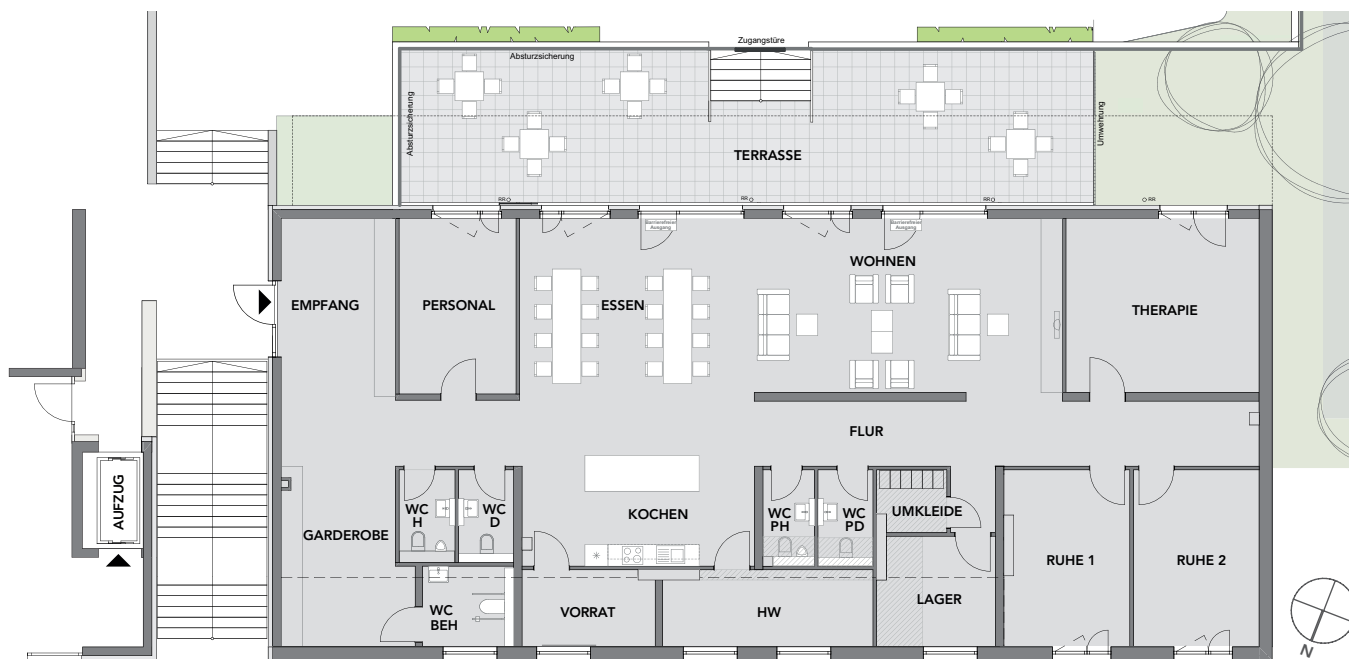 Zugangstüre
Absturzsicherung
Absturzsicherung
Umwehrung
TERRASSE
RR
RR
RR
RR
Barrierefreier
Ausgang
Barrierefreier
Ausgang
WOHNEN
EMPFANG
PERSONAL
ESSEN
THERAPIE
FLUR
AUFZUG
GARDEROBE
WC
H
WC
D
KOCHEN
WC
PH
WC
PD
UMKLEIDE
RUHE 1
RUHE 2
WC
BEH
VORRAT
HW
LAGER
N